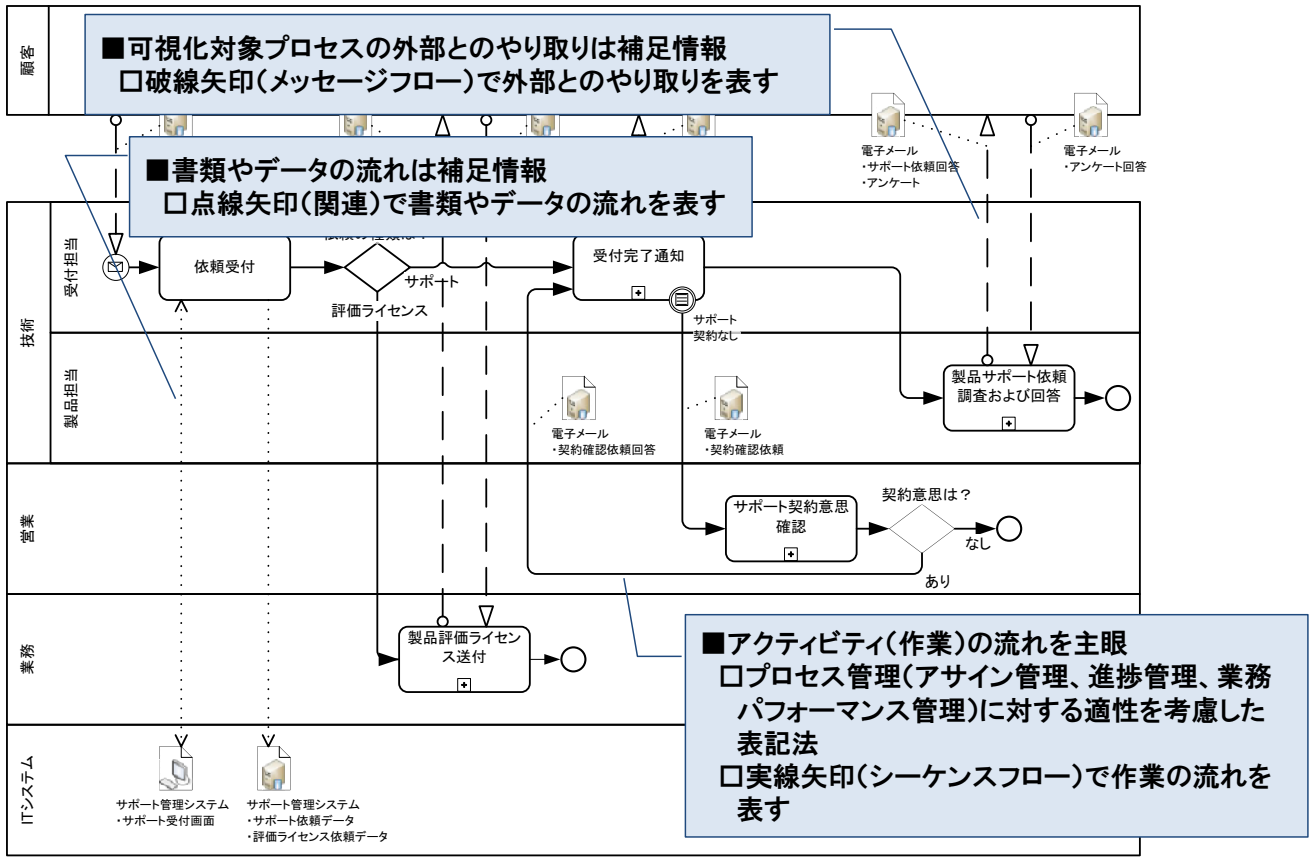 顧客
■可視化対象プロセスの外部とのやり取りは補足情報
□破線矢印(メッセージフロー)で外部とのやり取りを表す
電子メール
・サポート依頼回答
・アンケート
電子メール
・アンケート回答
■書類やデータの流れは補足情報
□点線矢印(関連)で書類やデータの流れを表す
技術
受付担当
依頼受付
サポート
評価ライセンス
受付完了通知
サポート
契約なし
製品担当
電子メール
・契約確認依頼回答
電子メール
・契約確認依頼
製品サポート依頼
調査および回答
営業
サポート契約意思
確認
契約意思は?
なし
あり
業務
製品評価ライセン
ス送付
■アクティビティ(作業)の流れを主眼
□プロセス管理(アサイン管理、進捗管理、業務
パフォーマンス管理)に対する適性を考慮した
表記法
□実線矢印(シーケンスフロー)で作業の流れを
表す
ITシステム
サポート管理システム
・サポート受付画面
サポート管理システム
・サポート依頼データ
・評価ライセンス依頼データ